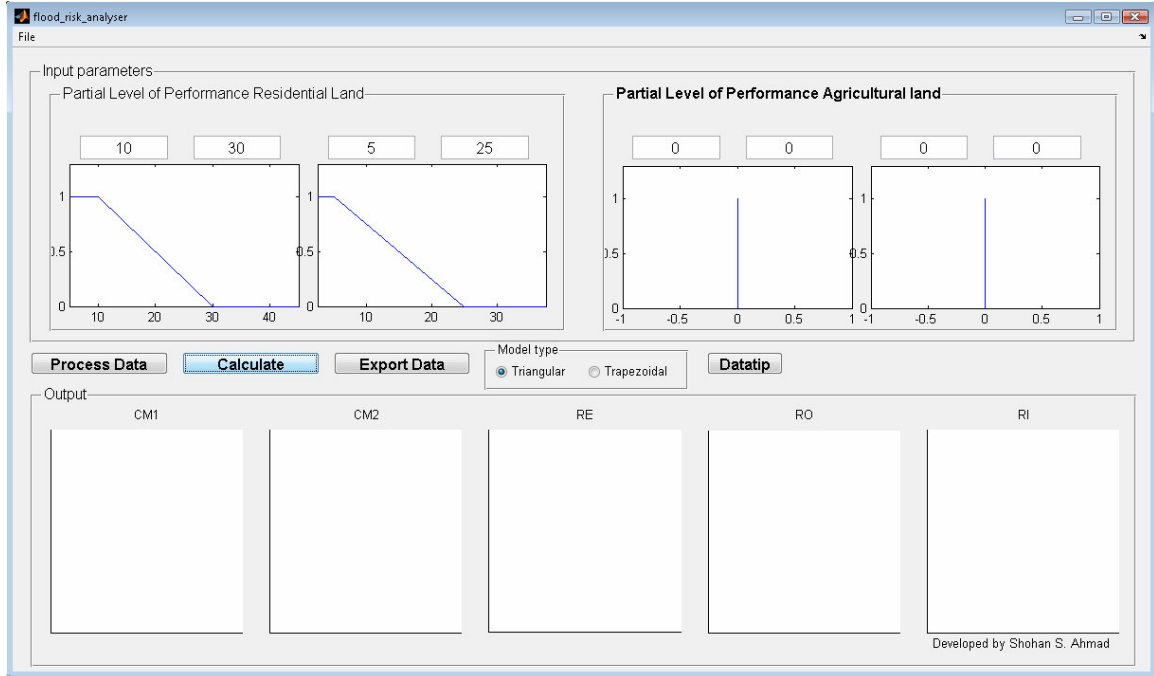 flood_risk_analyser
File
Input parameters
Partial Level of Performance Residential Land
Partial Level of Performance Agricultural land
10 30 5 25
0 0 0 0
1
0.5
0
10 20 30 40
1
0.5
0
10 20 30
1
0.5
0
-1 -0.5 0 0.5 1
1
0.5
0
-1 -0.5 0 0.5 1
Process Data
Calculate
Export Data
Model type
Triangular
Trapezoidal
Datatip
Output
CM1
CM2
RE
RO
RI
Developed by Shohan S. Ahmad